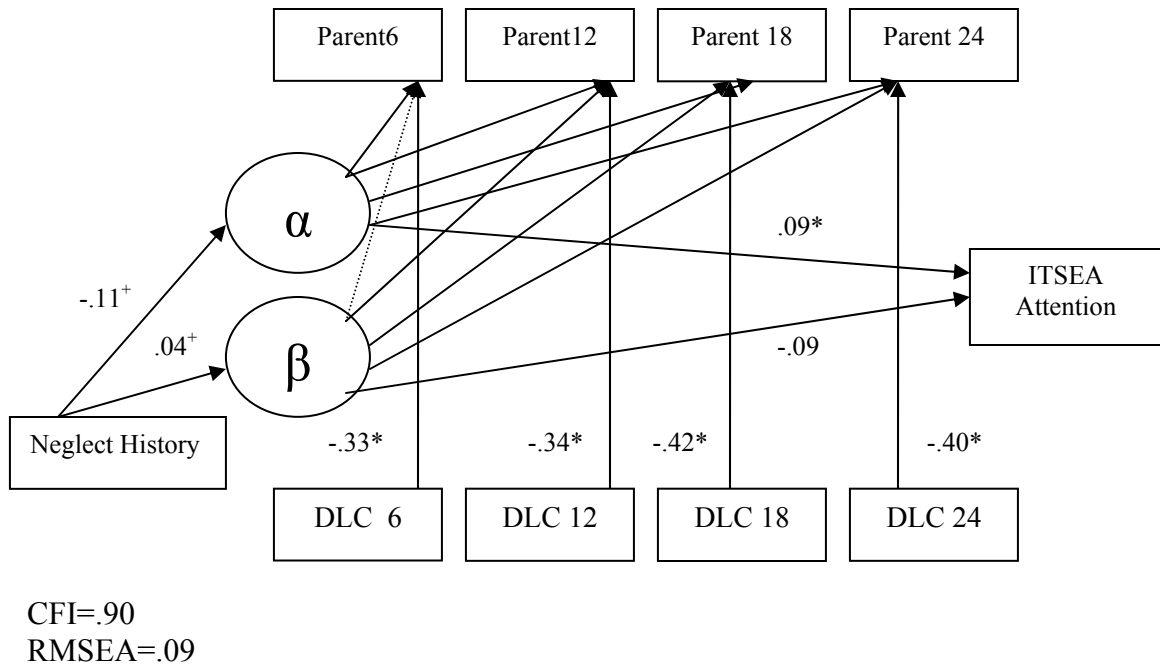 Parent6 Parent12 Parent 18 Parent 24
α
.09*
ITSEA
Attention
-.11⁺
.04⁺
β
-.09
Neglect History
-.33* -.34* -.42* -.40*
DLC 6 DLC 12 DLC 18 DLC 24
CFI=.90
RMSEA=.09